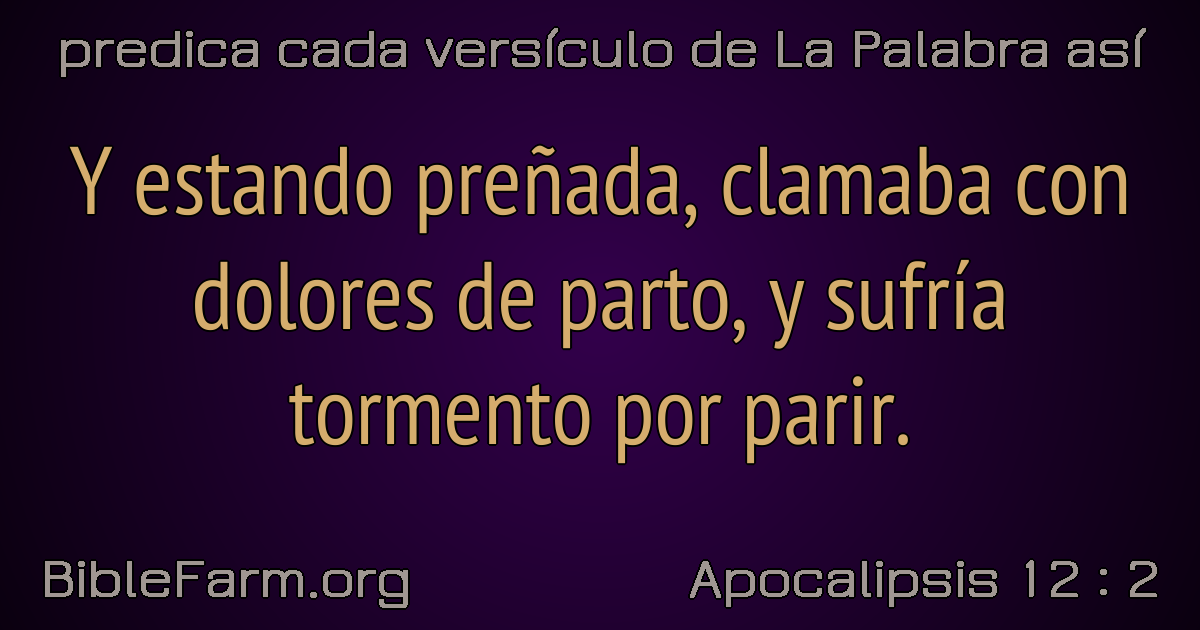 predica cada versículo de La Palabra así
Y estando preñada, clamaba con
dolores de parto, y sufría
tormento por parir.
BibleFarm.org
Apocalipsis 12 : 2